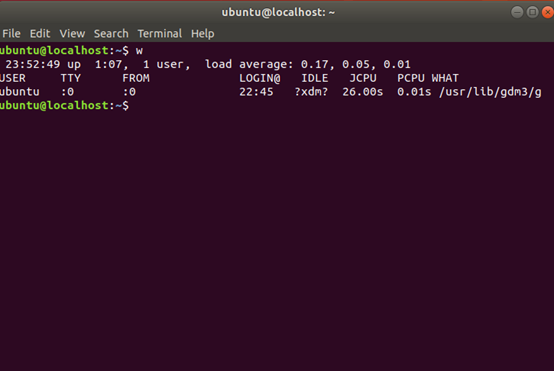 ubuntu@localhost: ~
File Edit View Search Terminal Help
ubuntu@localhost:~$ w
 23:52:49 up  1:07,  1 user,  load average: 0.17, 0.05, 0.01
USER     TTY      FROM             LOGIN@   IDLE   JCPU   PCPU WHAT
ubuntu   :0       :0               22:45   ?xdm?  26.00s  0.01s /usr/lib/gdm3/g
ubuntu@localhost:~$